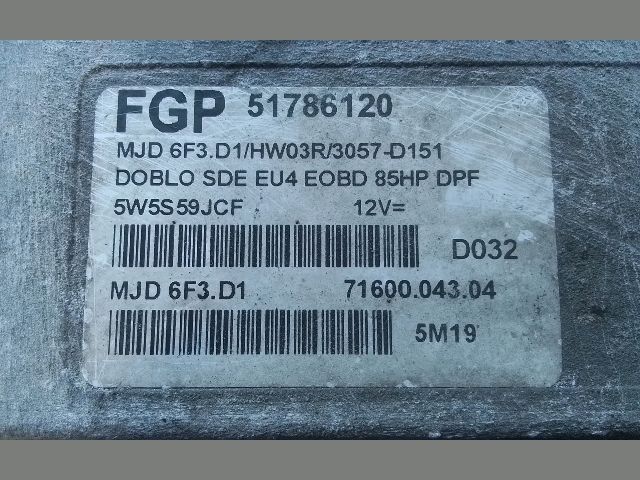 FGP 51786120
MJD 6F3.D1/HW03R/3057-D151
DOBLO SDE EU4 EOBD 85HP DPF
5W5S59JCF 12V=
D032
MJD 6F3.D1 71600.043.04
5M19